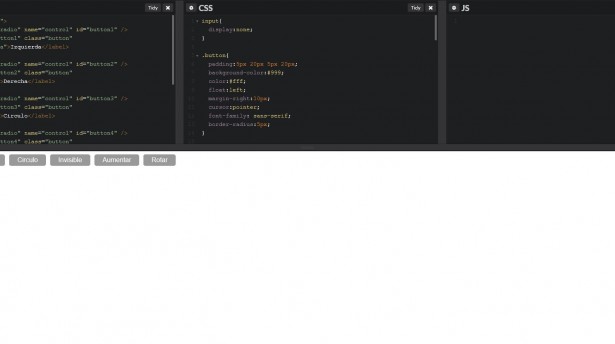 Tidy
">
radio" name="control" id="button1" />
tton1" class="button"
s">Izquierda</label>
radio" name="control" id="button2" />
tton2" class="button"
>Derecha</label>
radio" name="control" id="button3" />
tton3" class="button"
>Circulo</label>
radio" name="control" id="button4" />
tton4" class="button"
CSS
Tidy
input{
display:none;
}
.button{
padding:5px 20px 5px 20px;
background-color:#999;
color:#fff;
float:left;
margin-right:10px;
cursor:pointer;
font-family: sans-serif;
border-radius:5px;
}
JS
Circulo
Invisible
Aumentar
Rotar